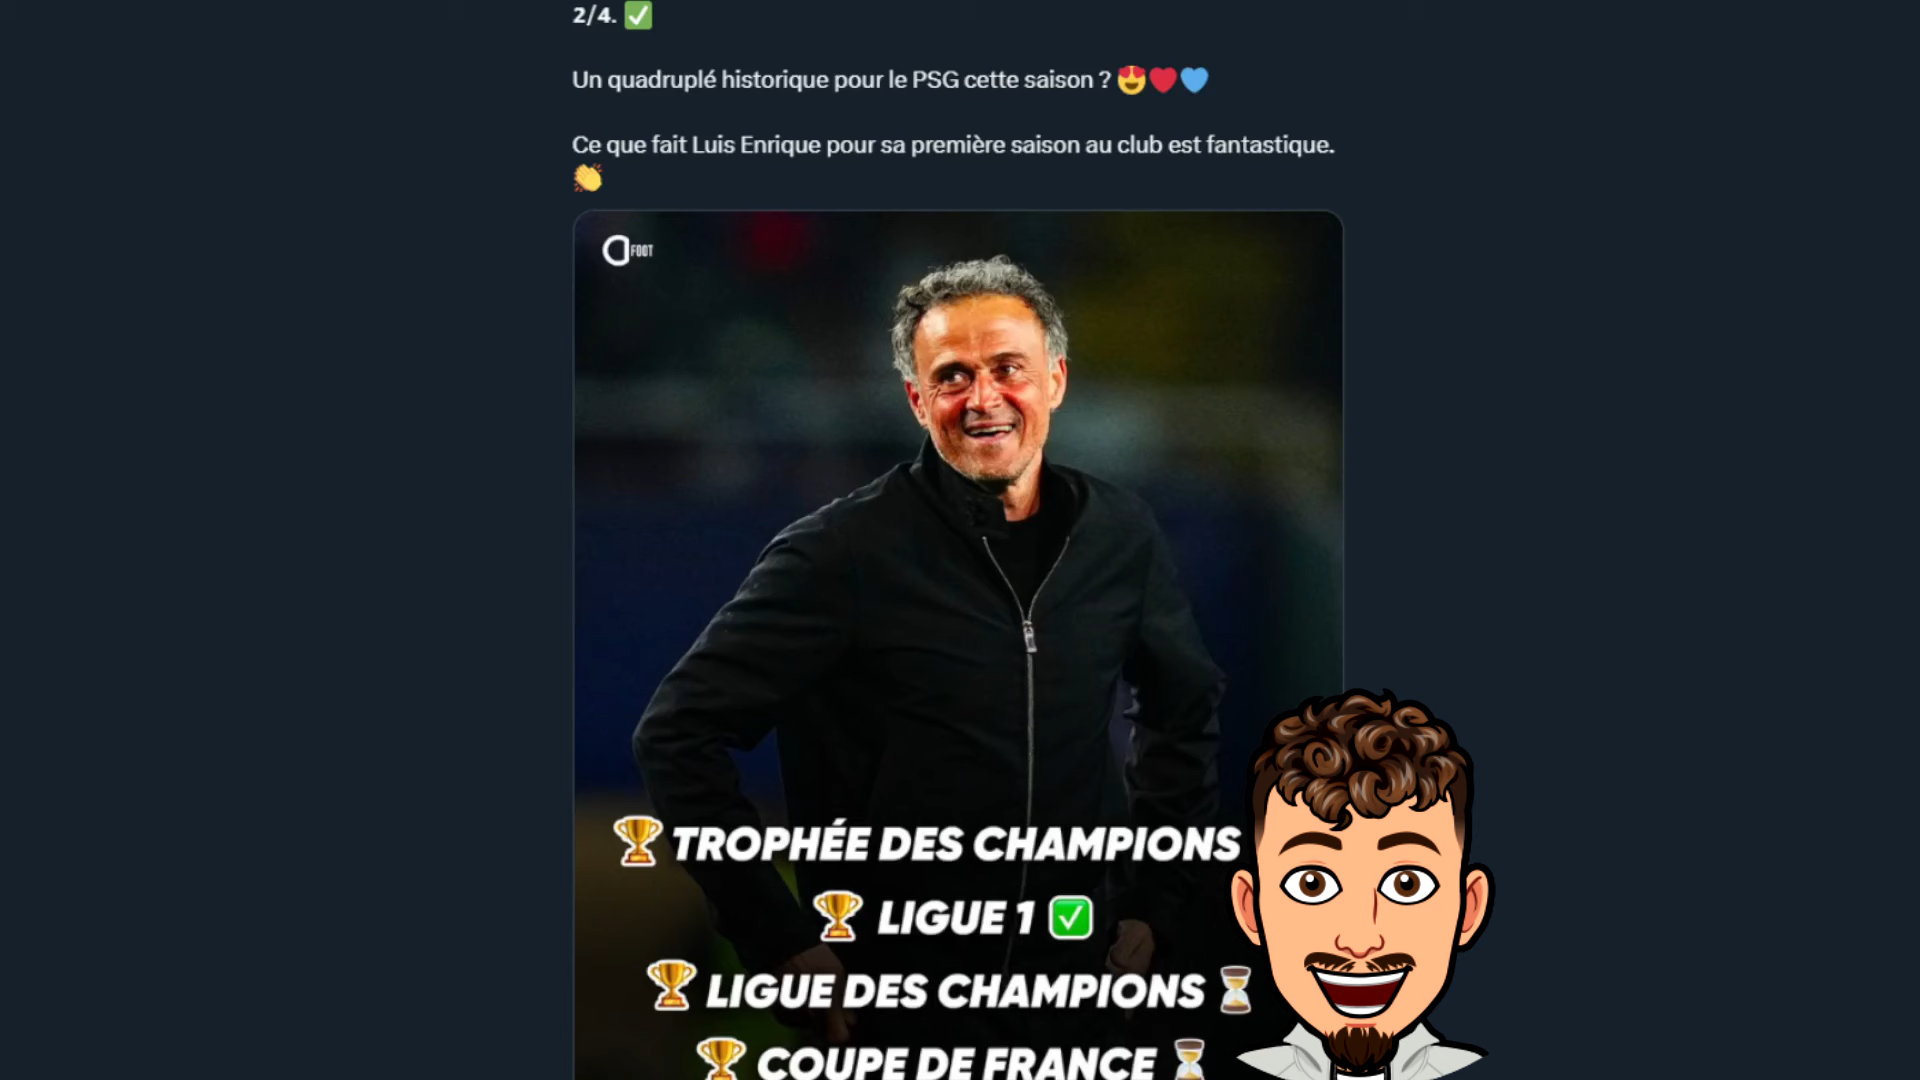 2/4. ✅
Un quadruplé historique pour le PSG cette saison ? 😍❤️💙
Ce que fait Luis Enrique pour sa première saison au club est fantastique.
👏
FOOT
🏆 TROPHÉE DES CHAMPIONS
🏆 LIGUE 1 ✅
🏆 LIGUE DES CHAMPIONS ⏳
🏆 COUPE DE FRANCE ⏳